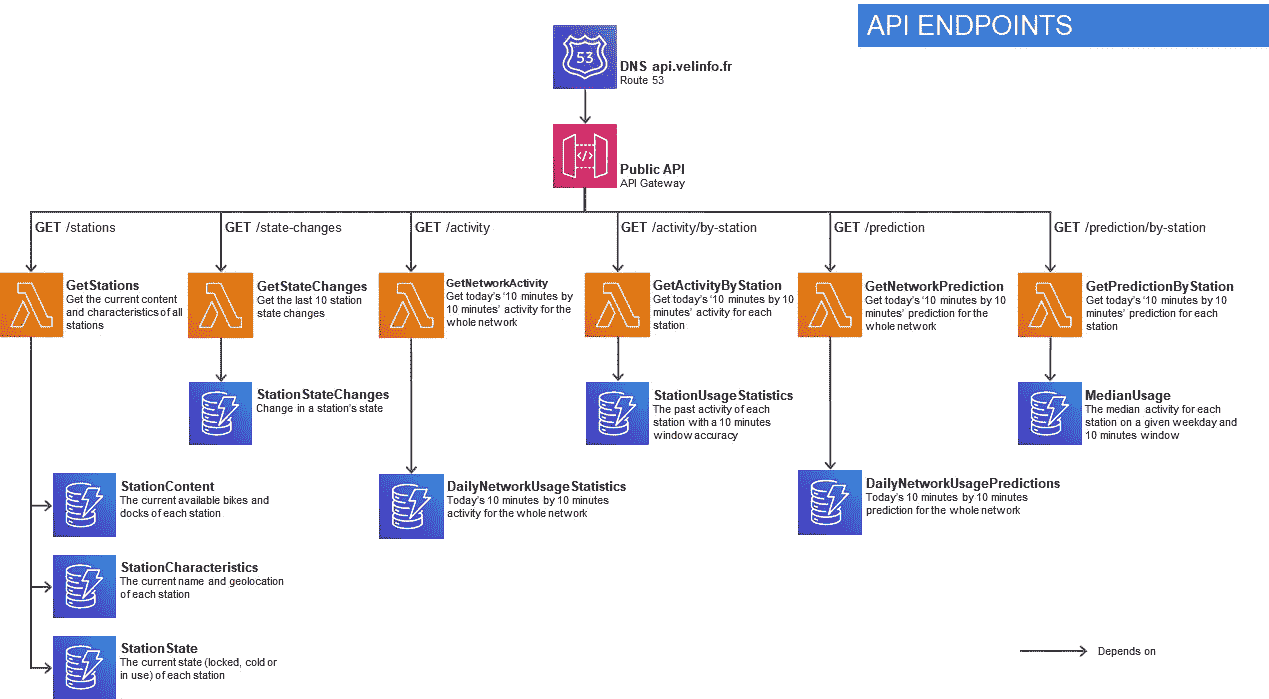 API ENDPOINTS
53
DNS api.velinfo.fr
Route 53
</>
Public API
API Gateway
GET /stations
GET /state-changes
GET /activity
GET /activity/by-station
GET /prediction
GET /prediction/by-station
GetStations
Get the current content
and characteristics of all
stations
GetStateChanges
Get the last 10 station
state changes
GetNetworkActivity
Get today's '10 minutes by
10 minutes' activity for the
whole network
GetActivityByStation
Get today's '10 minutes by 10
minutes' activity for each
station
GetNetworkPrediction
Get today's '10 minutes by 10
minutes' prediction for the
whole network
GetPredictionByStation
Get today's '10 minutes by 10
minutes' prediction for each
station
StationStateChanges
Change in a station's state
StationUsageStatistics
The past activity of each
station with a 10 minutes
window accuracy
MedianUsage
The median activity for each
station on a given weekday and
10 minutes window
StationContent
The current available bikes and
docks of each station
DailyNetworkUsageStatistics
Today's 10 minutes by 10 minutes
activity for the whole network
DailyNetworkUsagePredictions
Today's 10 minutes by 10 minutes
prediction for the whole network
StationCharacteristics
The current name and geolocation
of each station
StationState
The current state (locked, cold or
in use) of each station
Depends on